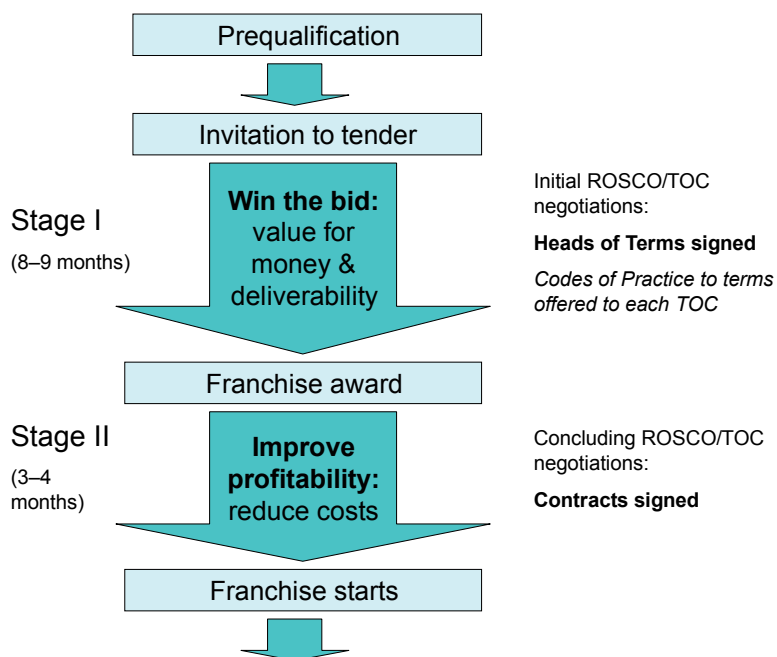 Prequalification
Invitation to tender
Stage I
(8–9 months)
Win the bid:
value for
money &
deliverability
Initial ROSCO/TOC
negotiations:
Heads of Terms signed
Codes of Practice to terms
offered to each TOC
Franchise award
Stage II
(3–4
months)
Improve
profitability:
reduce costs
Concluding ROSCO/TOC
negotiations:
Contracts signed
Franchise starts